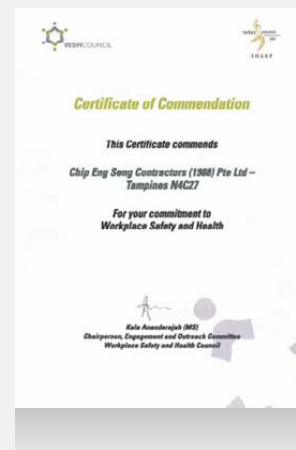 WSHCOUNCIL
SHARP
Certificate of Commendation
This Certificate commends
Chip Eng Seng Contractors (1988) Pte Ltd –
Tampines N4C27
For your commitment to
Workplace Safety and Health
Kala Anandarajah (MS)
Chairperson, Engagement and Outreach Committee
Workplace Safety and Health Council